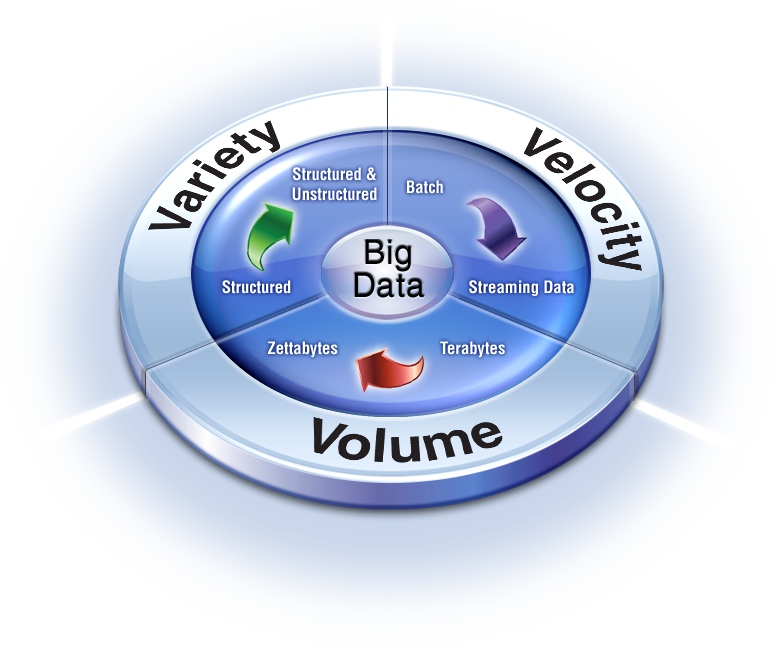 Variety
Velocity
Structured &
Unstructured
Batch
Big
Data
Structured
Streaming Data
Zettabytes
Terabytes
Volume